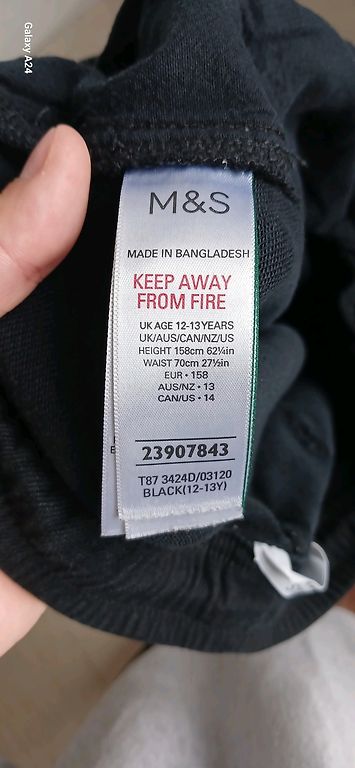 Galaxy A24
M&S
MADE IN BANGLADESH
KEEP AWAY
FROM FIRE
UK AGE 12-13YEARS
UK/AUS/CAN/NZ/US
HEIGHT 158cm 62¼in
WAIST 70cm 27½in
EUR • 158
AUS/NZ • 13
CAN/US • 14
23907843
T87 3424D/03120
BLACK(12-13Y)